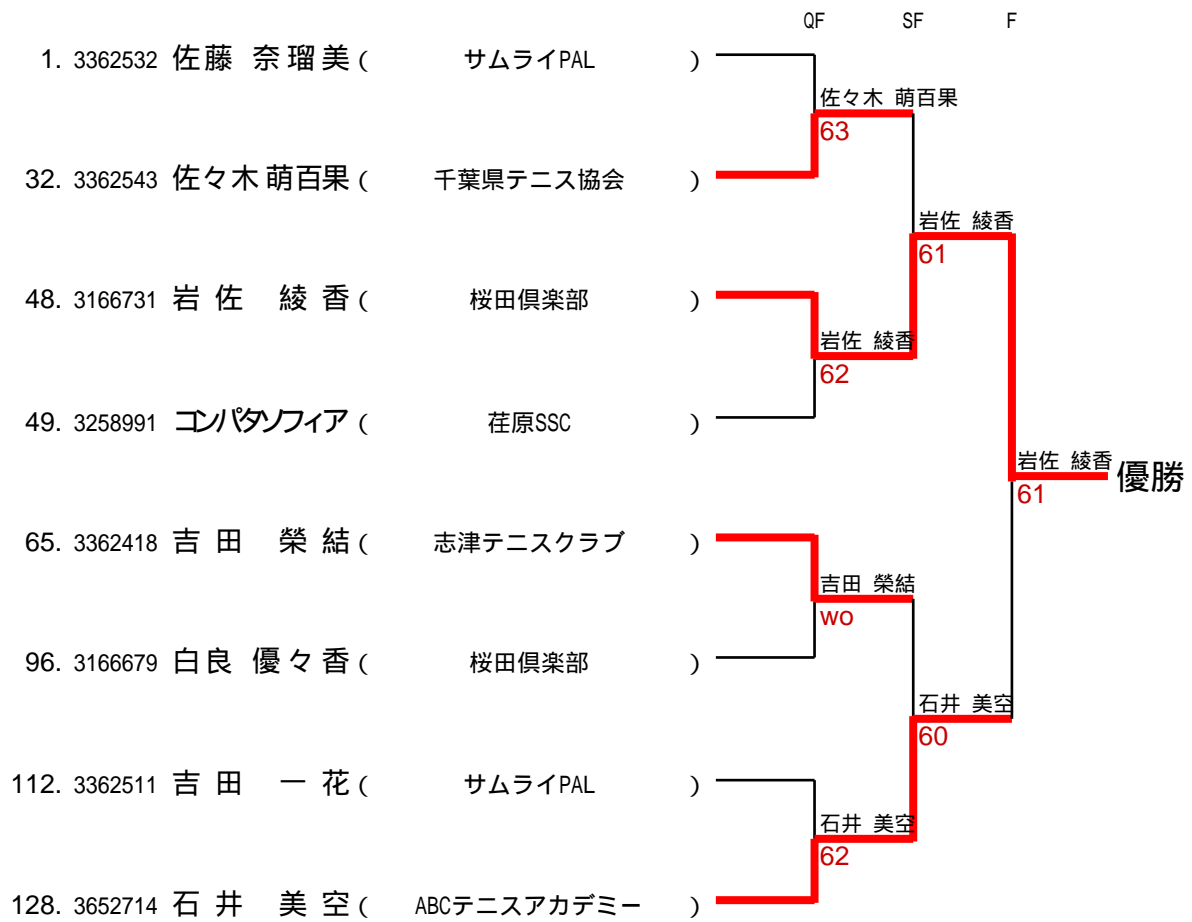 QF SF F
1. 3362532 佐藤 奈瑠美 ( サムライPAL )
佐々木 萌百果
63
32. 3362543 佐々木 萌百果 ( 千葉県テニス協会 )
岩佐 綾香
61
48. 3166731 岩 佐 綾 香 ( 桜田倶楽部 )
岩佐 綾香
62
49. 3258991 コンパタソフィア ( 荏原SSC )
岩佐 綾香 優勝
61
65. 3362418 吉 田 榮 結 ( 志津テニスクラブ )
吉田 榮結
wo
96. 3166679 白良 優々香 ( 桜田倶楽部 )
石井 美空
60
112. 3362511 吉 田 一 花 ( サムライPAL )
石井 美空
62
128. 3652714 石 井 美 空 ( ABCテニスアカデミー )